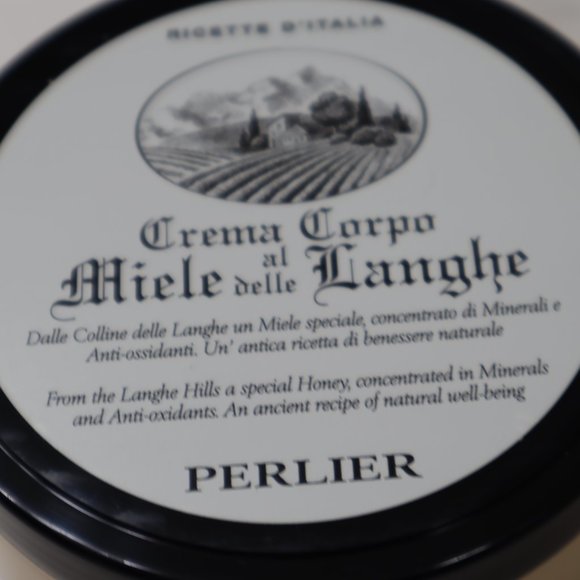 RICETTE D'ITALIA
Crema Corpo
al
Miele delle Langhe
Dalle Colline delle Langhe un Miele speciale, concentrato di Minerali e
Anti-ossidanti. Un' antica ricetta di benessere naturale
From the Langhe Hills a special Honey, concentrated in Minerals
and Anti-oxidants. An ancient recipe of natural well-being
PERLIER